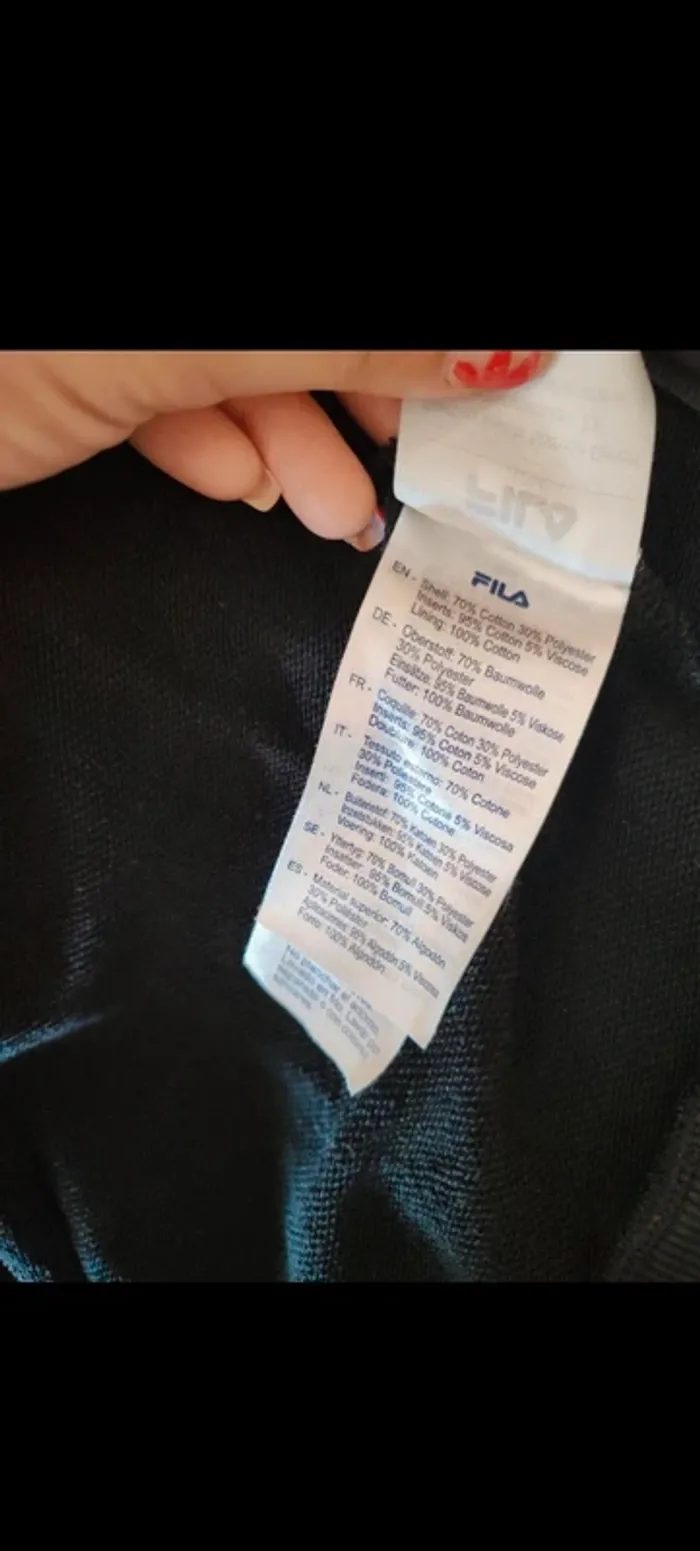 FILA
FILA
EN - Shell: 70% Cotton 30% Polyester
Inserts: 95% Cotton 5% Viscose
Lining: 100% Cotton
DE - Oberstoff: 70% Baumwolle
30% Polyester
Einsätze: 95% Baumwolle 5% Viskose
Futter: 100% Baumwolle
FR - Coquille: 70% Coton 30% Polyester
Inserts: 95% Coton 5% Viscose
Doublure: 100% Coton
IT - Tessuto esterno: 70% Cotone
30% Poliestere
Inserti: 95% Cotone 5% Viscosa
Fodera: 100% Cotone
NL - Buitenstof: 70% Katoen 30% Polyester
Inzetstukken: 95% Katoen 5% Viscose
Voering: 100% Katoen
SE - Yttertyg: 70% Bomull 30% Polyester
Insatser: 95% Bomull 5% Viskos
Foder: 100% Bomull
ES - Material superior: 70% Algodón
30% Poliéster
Aplicaciones: 95% Algodón 5% Viscosa
Forro: 100% Algodón